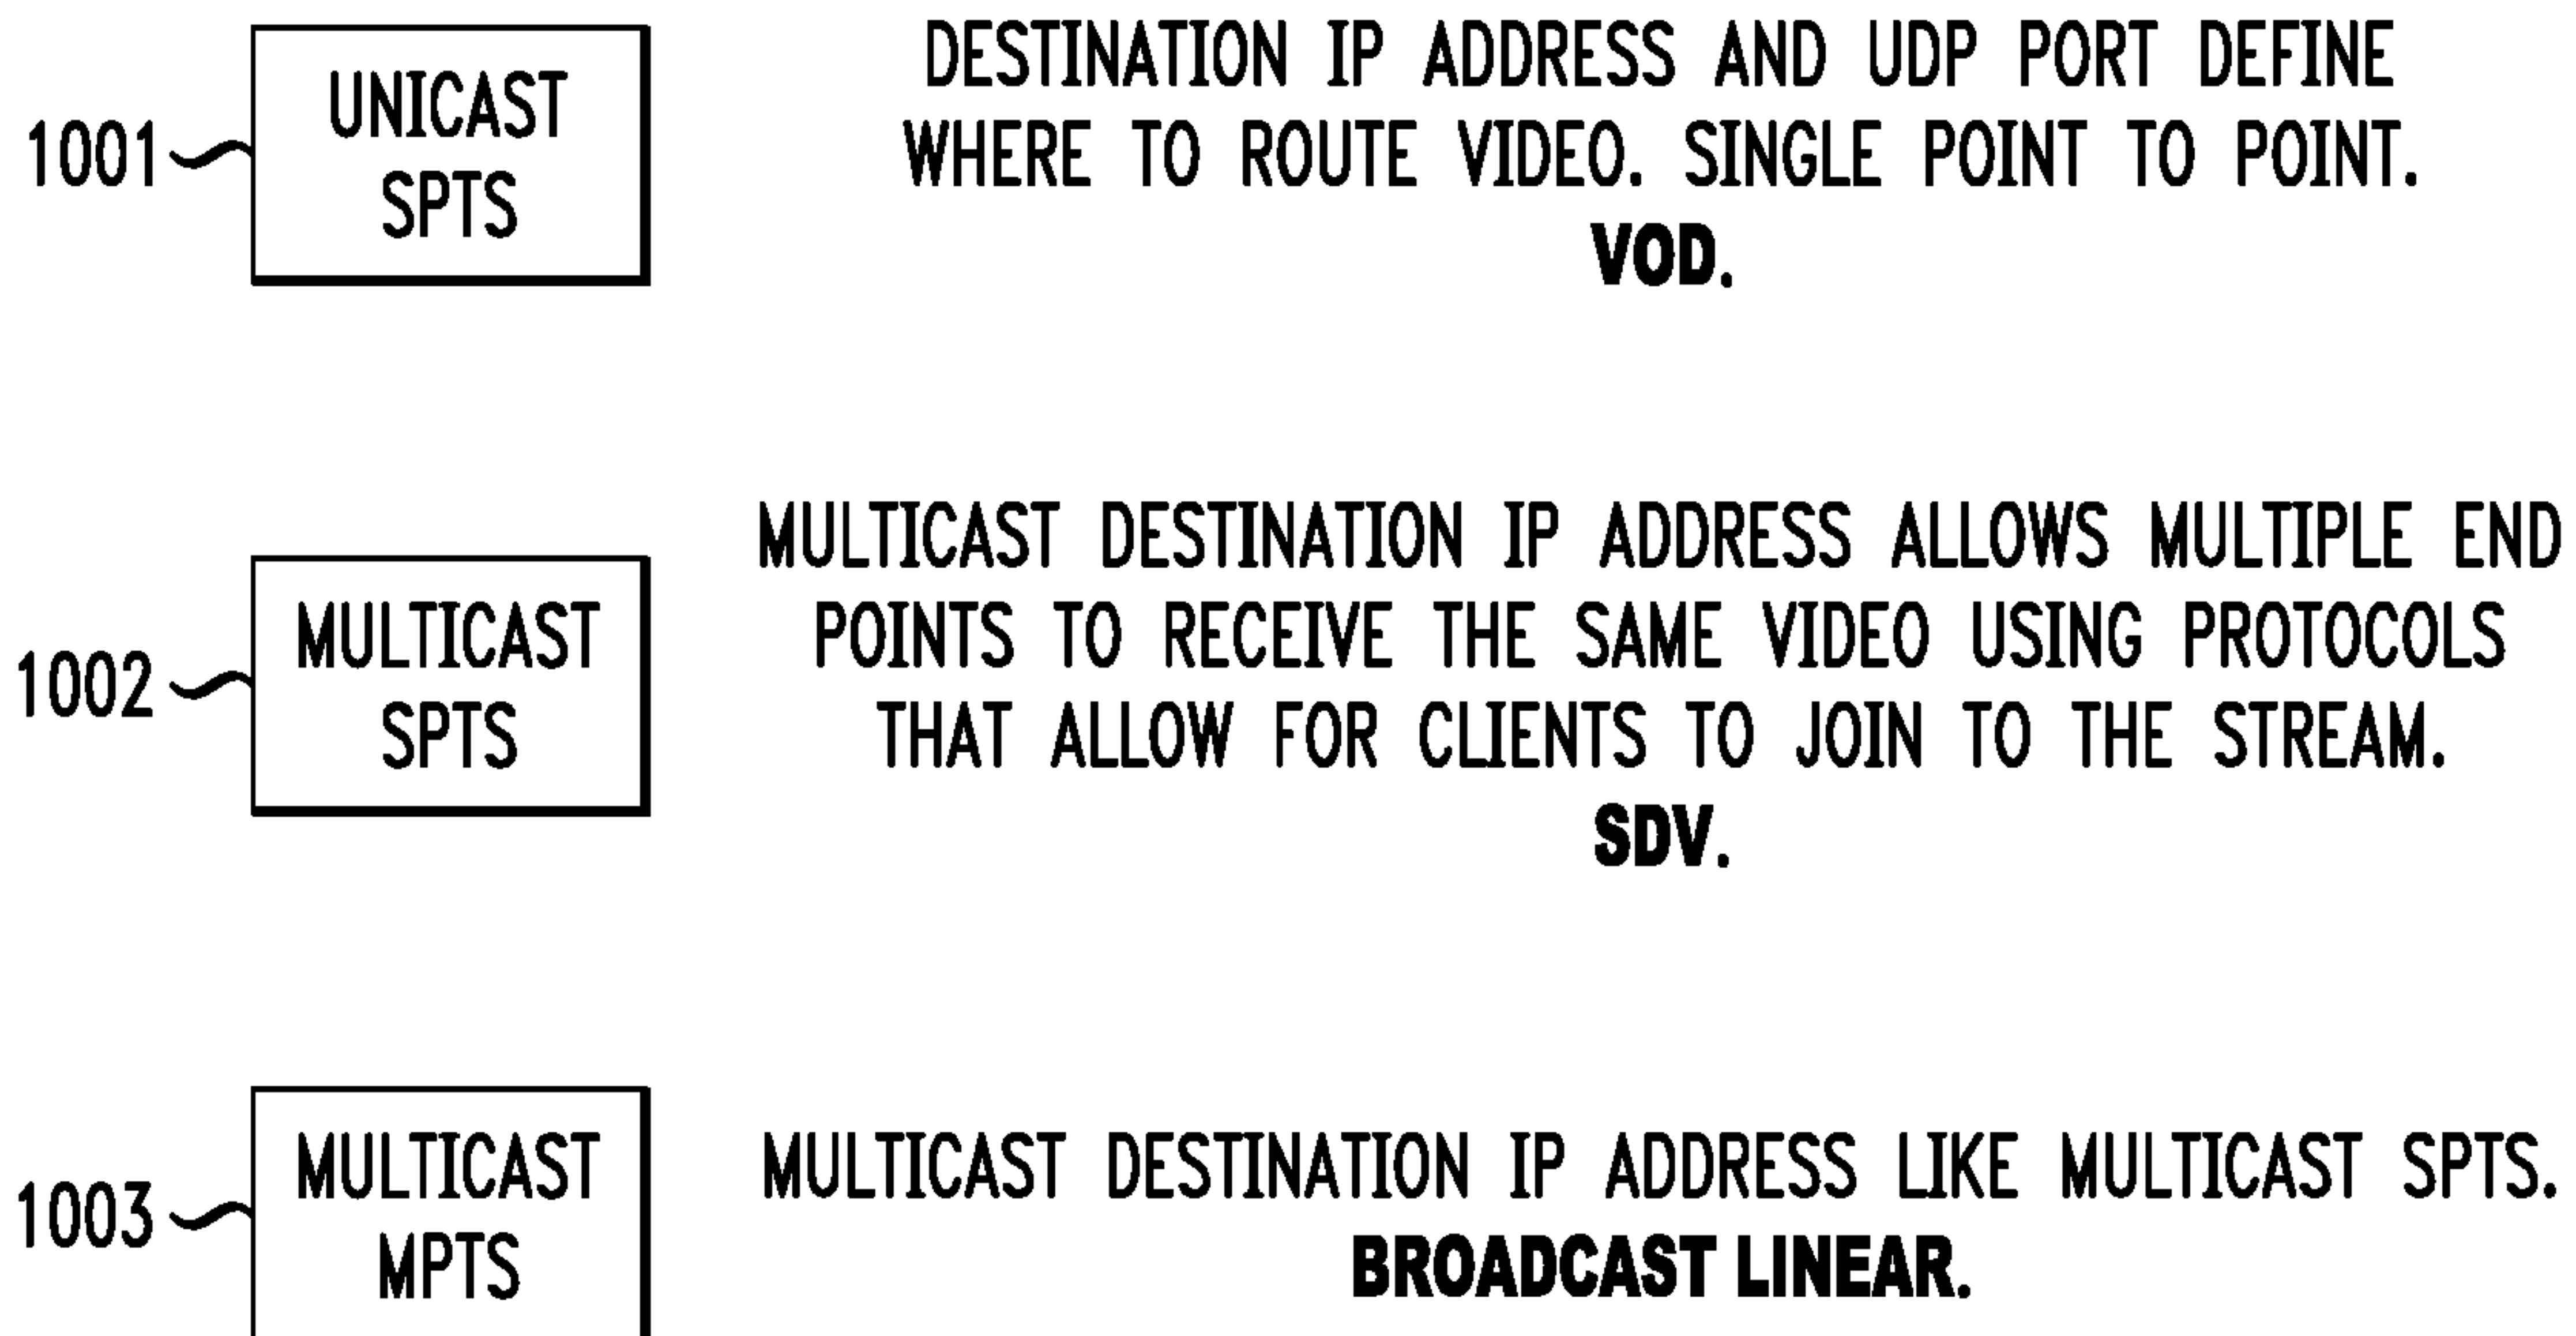 1001
UNICAST
SPTS
DESTINATION IP ADDRESS AND UDP PORT DEFINE
WHERE TO ROUTE VIDEO. SINGLE POINT TO POINT.
VOD.
1002
MULTICAST
SPTS
MULTICAST DESTINATION IP ADDRESS ALLOWS MULTIPLE END
POINTS TO RECEIVE THE SAME VIDEO USING PROTOCOLS
THAT ALLOW FOR CLIENTS TO JOIN TO THE STREAM.
SDV.
1003
MULTICAST
MPTS
MULTICAST DESTINATION IP ADDRESS LIKE MULTICAST SPTS.
BROADCAST LINEAR.